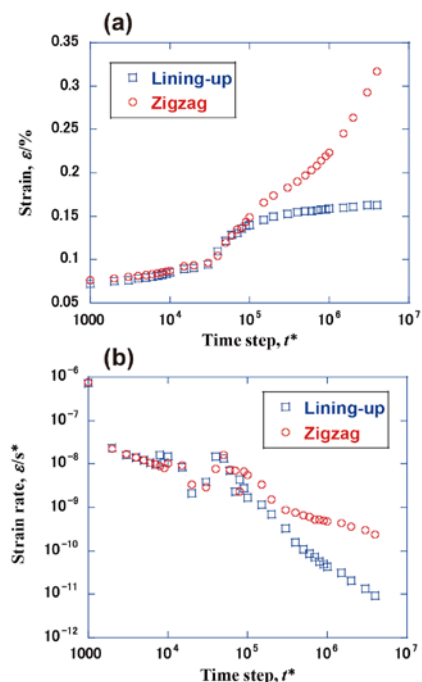 (a)
0.35
Lining-up
Zigzag
0.3
0.25
Strain, ε/%
0.2
0.15
0.1
0.05
1000 10⁴ 10⁵ 10⁶ 10⁷
Time step, t*
(b)
10⁻⁶
Lining-up
Zigzag
10⁻⁷
10⁻⁸
Strain rate, ε/s*
10⁻⁹
10⁻¹⁰
10⁻¹¹
10⁻¹²
1000 10⁴ 10⁵ 10⁶ 10⁷
Time step, t*